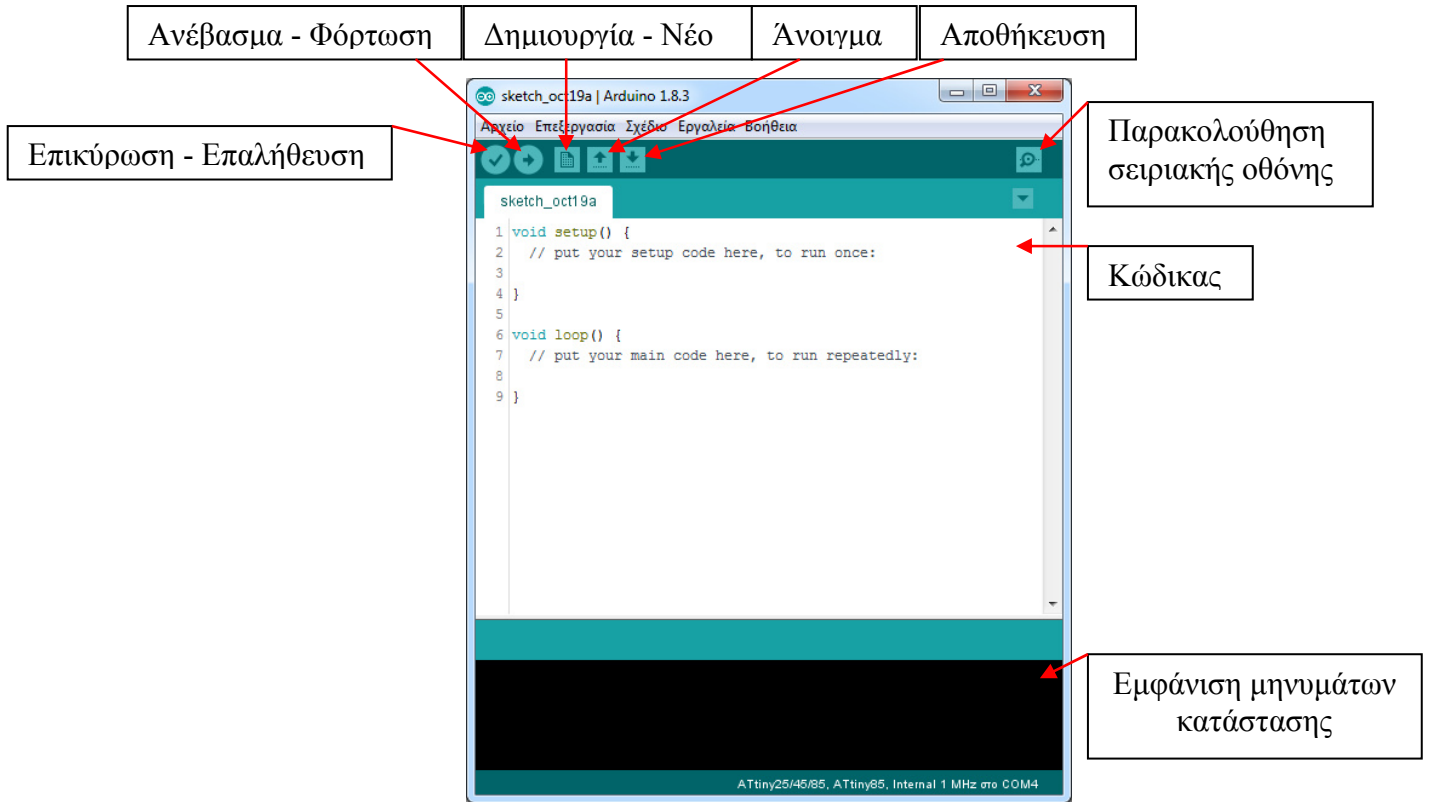 Ανέβασμα - Φόρτωση
Δημιουργία - Νέο
Άνοιγμα
Αποθήκευση
Επικύρωση - Επαλήθευση
sketch_oct19a | Arduino 1.8.3
Αρχείο Επεξεργασία Σχέδιο Εργαλεία Βοήθεια
Παρακολούθηση
σειριακής οθόνης
sketch_oct19a
1 void setup() {
2 // put your setup code here, to run once:
3
4 }
5
6 void loop() {
7 // put your main code here, to run repeatedly:
8
9 }
Κώδικας
Εμφάνιση μηνυμάτων
κατάστασης
ATtiny25/45/85, ATtiny85, Internal 1 MHz στο COM4